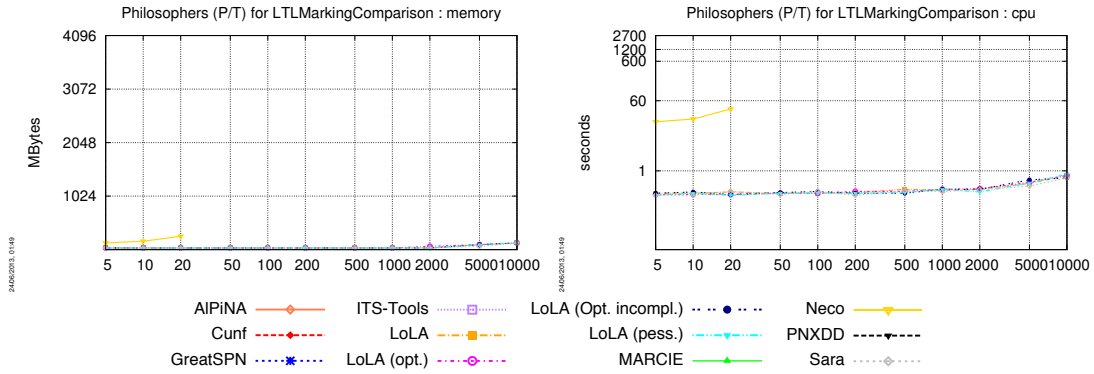 Philosophers (P/T) for LTLMarkingComparison : memory
4096
3072
2048
1024
MBytes
5 10 20 50 100 200 500 1000 2000 5000 10000
24/06/2013, 01:49
Philosophers (P/T) for LTLMarkingComparison : cpu
2700
1200
600
60
1
seconds
5 10 20 50 100 200 500 1000 2000 5000 10000
24/06/2013, 01:49
AlPiNA ITS-Tools LoLA (Opt. incompl.) Neco
Cunf LoLA LoLA (pess.) PNXDD
GreatSPN LoLA (opt.) MARCIE Sara